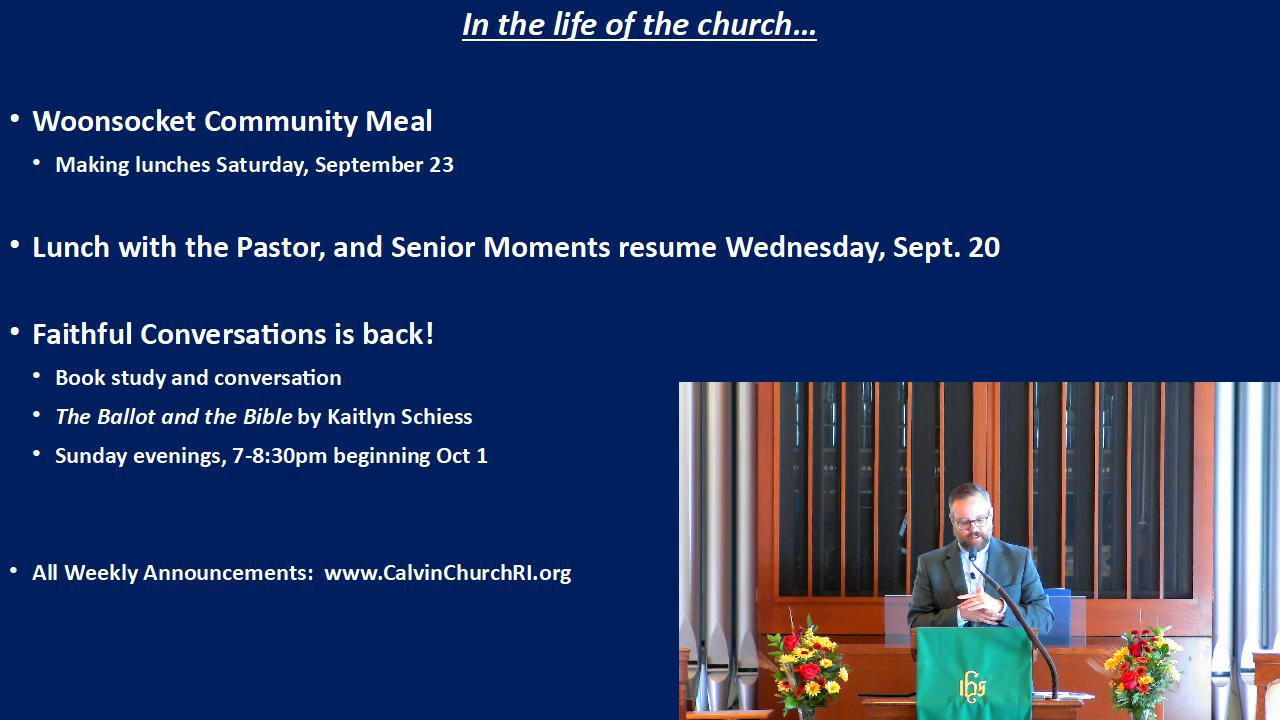 In the life of the church...
• Woonsocket Community Meal
• Making lunches Saturday, September 23
• Lunch with the Pastor, and Senior Moments resume Wednesday, Sept. 20
• Faithful Conversations is back!
• Book study and conversation
• The Ballot and the Bible by Kaitlyn Schiess
• Sunday evenings, 7-8:30pm beginning Oct 1
• All Weekly Announcements:  www.CalvinChurchRI.org
ihs